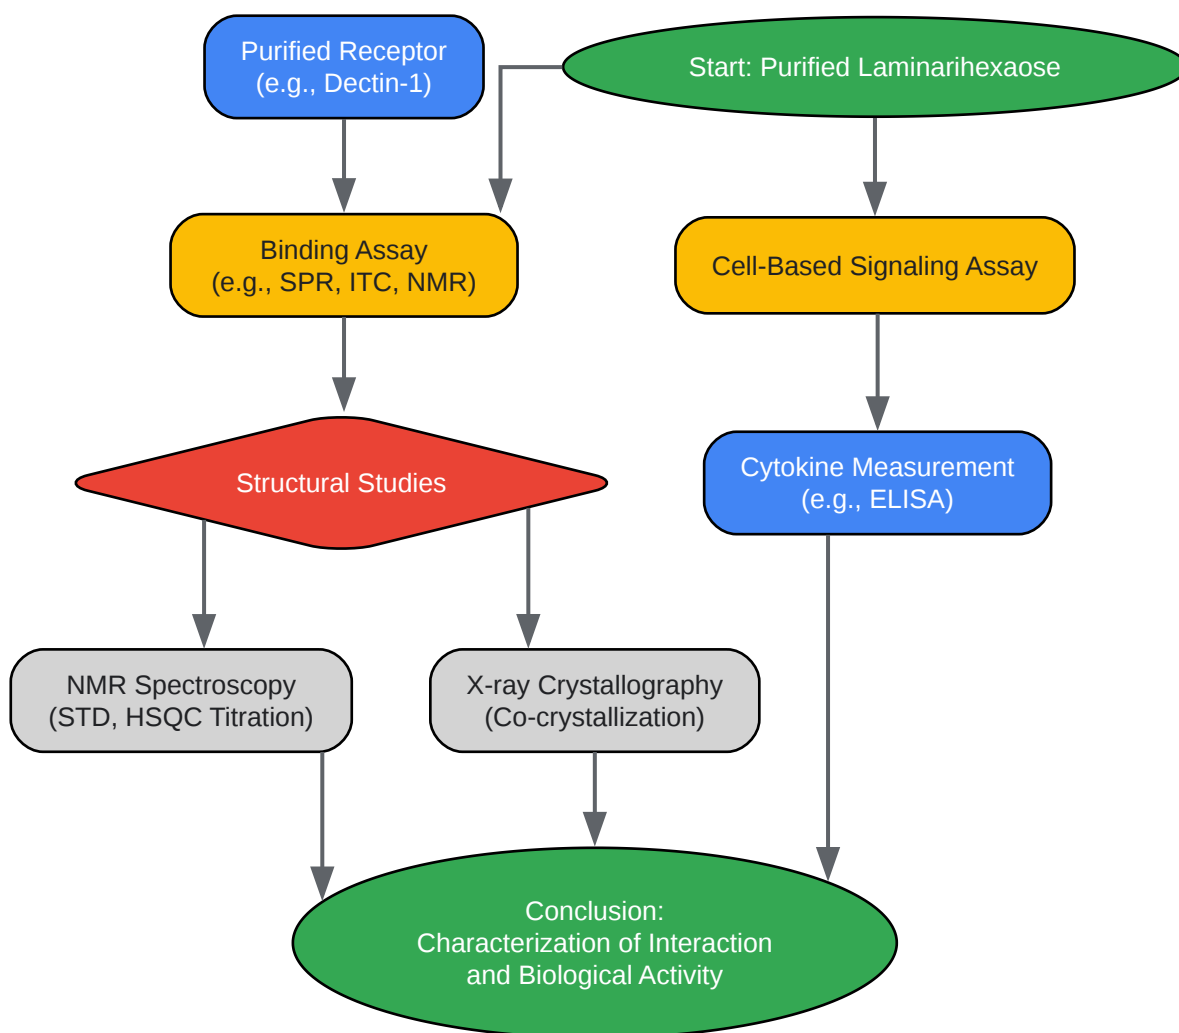 Purified Receptor
(e.g., Dectin-1)
Start: Purified Laminarihexaose
Binding Assay
(e.g., SPR, ITC, NMR)
Cell-Based Signaling Assay
Structural Studies
Cytokine Measurement
(e.g., ELISA)
NMR Spectroscopy
(STD, HSQC Titration)
X-ray Crystallography
(Co-crystallization)
Conclusion:
Characterization of Interaction
and Biological Activity